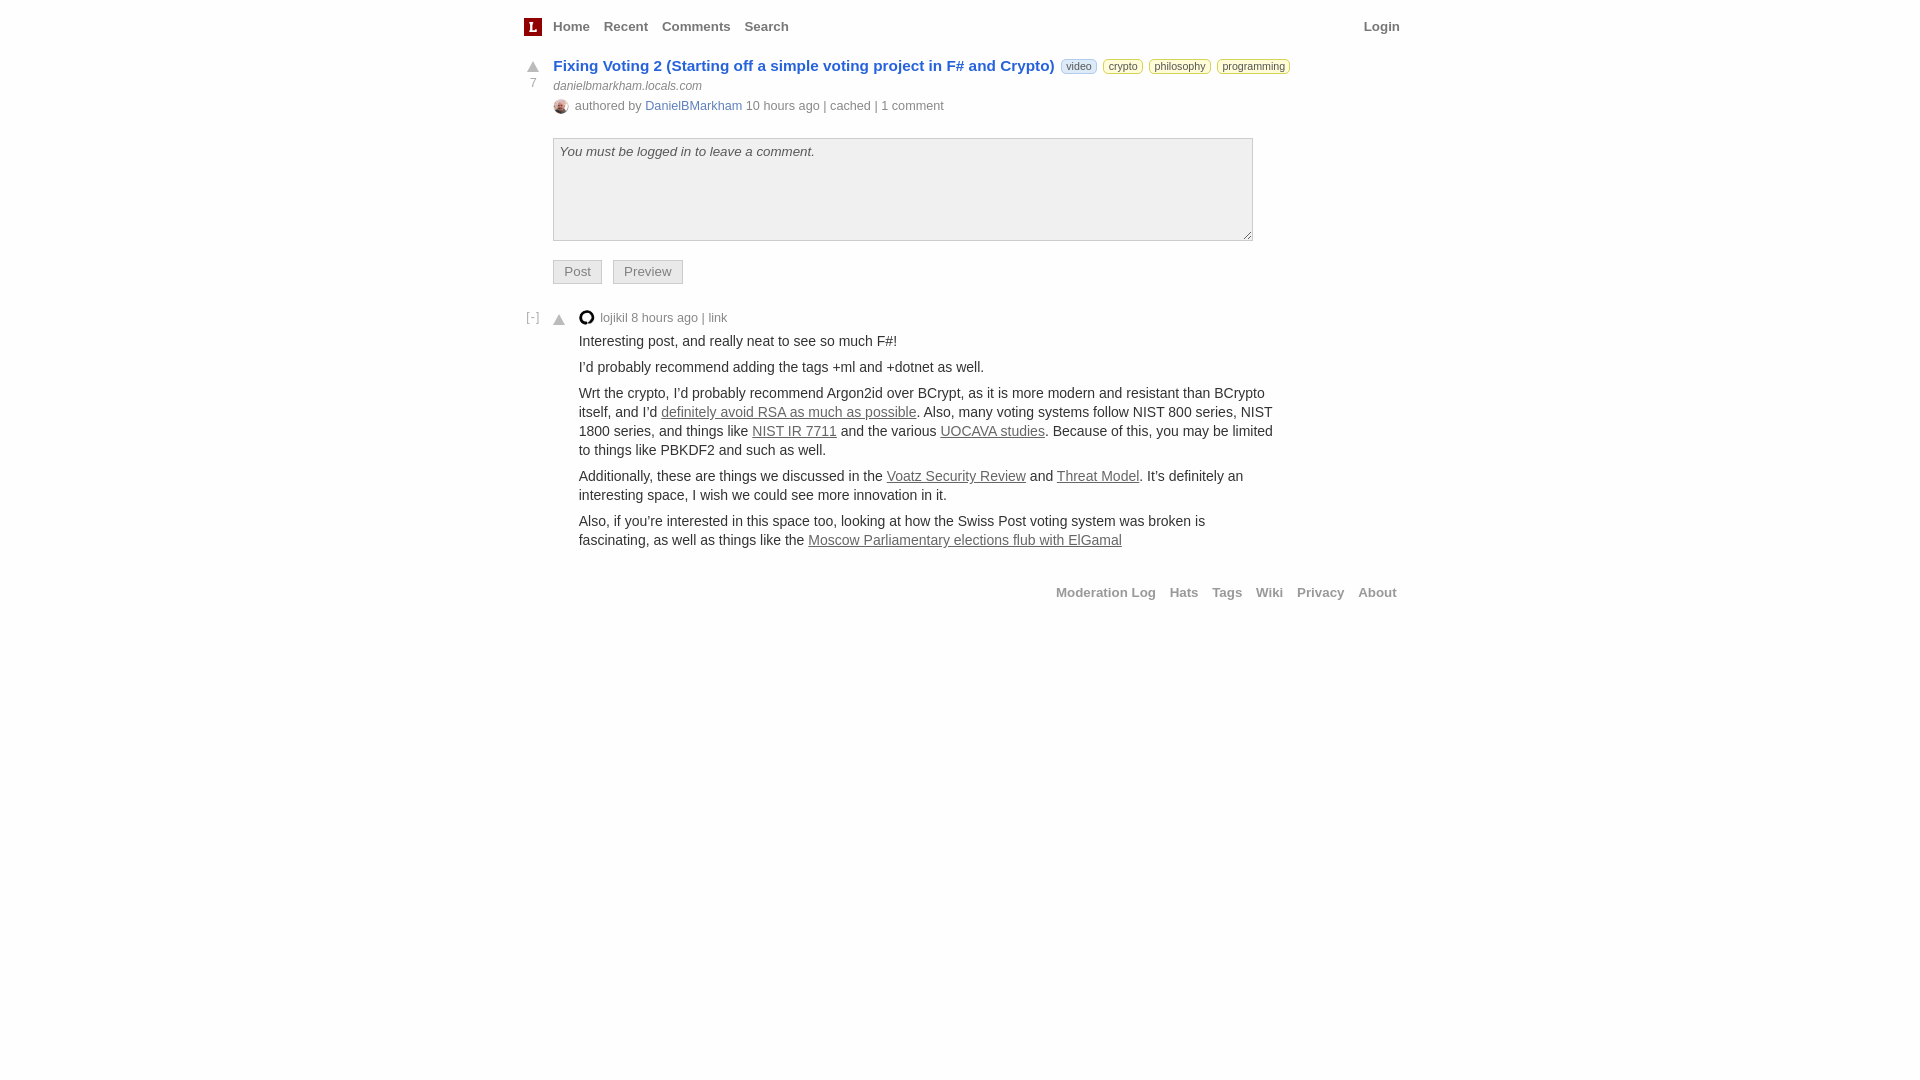 L Home Recent Comments Search Login
Fixing Voting 2 (Starting off a simple voting project in F# and Crypto) video crypto philosophy programming
7
danielbmarkham.locals.com
authored by DanielBMarkham 10 hours ago | cached | 1 comment
You must be logged in to leave a comment.
Post Preview
[-] lojikil 8 hours ago | link
Interesting post, and really neat to see so much F#!
I’d probably recommend adding the tags +ml and +dotnet as well.
Wrt the crypto, I’d probably recommend Argon2id over BCrypt, as it is more modern and resistant than BCrypto
itself, and I’d definitely avoid RSA as much as possible. Also, many voting systems follow NIST 800 series, NIST
1800 series, and things like NIST IR 7711 and the various UOCAVA studies. Because of this, you may be limited
to things like PBKDF2 and such as well.
Additionally, these are things we discussed in the Voatz Security Review and Threat Model. It’s definitely an
interesting space, I wish we could see more innovation in it.
Also, if you’re interested in this space too, looking at how the Swiss Post voting system was broken is
fascinating, as well as things like the Moscow Parliamentary elections flub with ElGamal
Moderation Log Hats Tags Wiki Privacy About